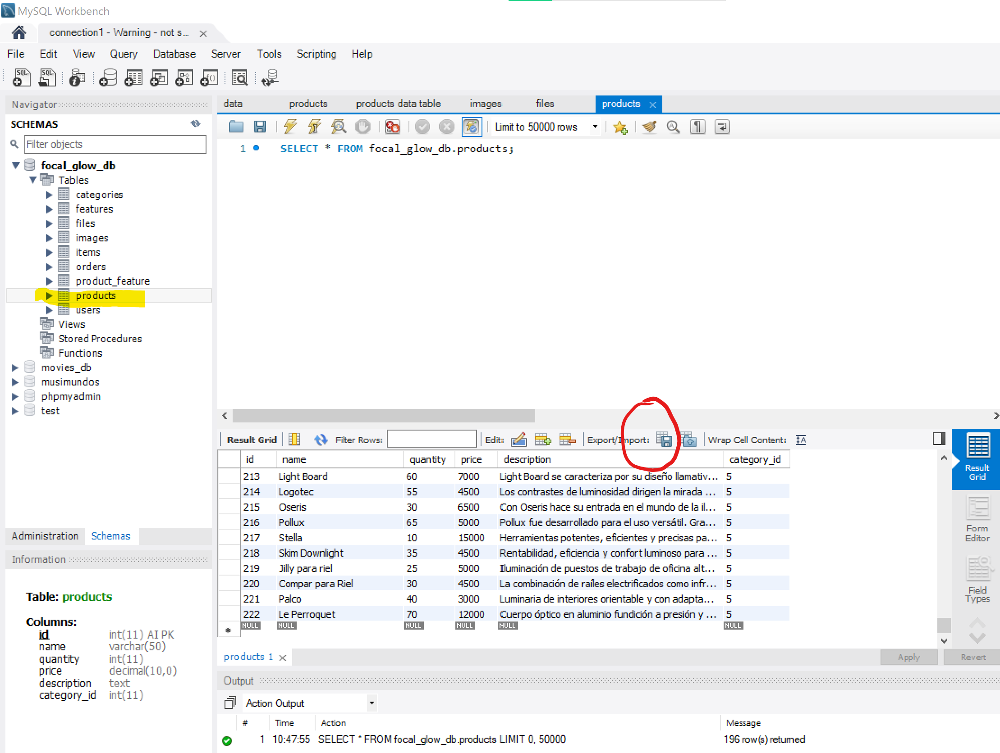 MySQL Workbench
connection1 - Warning - not s...
File Edit View Query Database Server Tools Scripting Help
Navigator
SCHEMAS
Filter objects
focal_glow_db
Tables
categories
features
files
images
items
orders
product_feature
products
users
Views
Stored Procedures
Functions
movies_db
musimundos
phpmyadmin
test
Administration Schemas
Information
Table: products
Columns:
id int(11) AI PK
name varchar(50)
quantity int(11)
price decimal(10,0)
description text
category_id int(11)
data products products data table images files products
Limit to 50000 rows
1 SELECT * FROM focal_glow_db.products;
Result Grid Filter Rows: Edit: Export/Import: Wrap Cell Content:
id name quantity price description category_id
213 Light Board 60 7000 Light Board se caracteriza por su diseño llamativ... 5
214 Logotec 55 4500 Los contrastes de luminosidad dirigen la mirada ... 5
215 Oseris 30 6500 Con Oseris hace su entrada en el mundo de la il... 5
216 Pollux 65 5000 Pollux fue desarrollado para el uso versátil. Gra... 5
217 Stella 10 15000 Herramientas potentes, eficientes y precisas pa... 5
218 Skim Downlight 35 4500 Rentabilidad, eficiencia y confort luminoso para ... 5
219 Jilly para riel 25 5000 Iluminación de puestos de trabajo de oficina alt... 5
220 Compar para Riel 30 4500 La combinación de raíles electrificados como infr... 5
221 Palco 40 3000 Luminaria de interiores orientable y con adapta... 5
222 Le Perroquet 70 12000 Cuerpo óptico en aluminio fundición a presión y ... 5
NULL NULL NULL NULL NULL NULL
Result
Grid
Form
Editor
Field
Types
products 1
Apply Revert
Output
Action Output
# Time Action Message
1 10:47:55 SELECT * FROM focal_glow_db.products LIMIT 0, 50000 196 row(s) returned